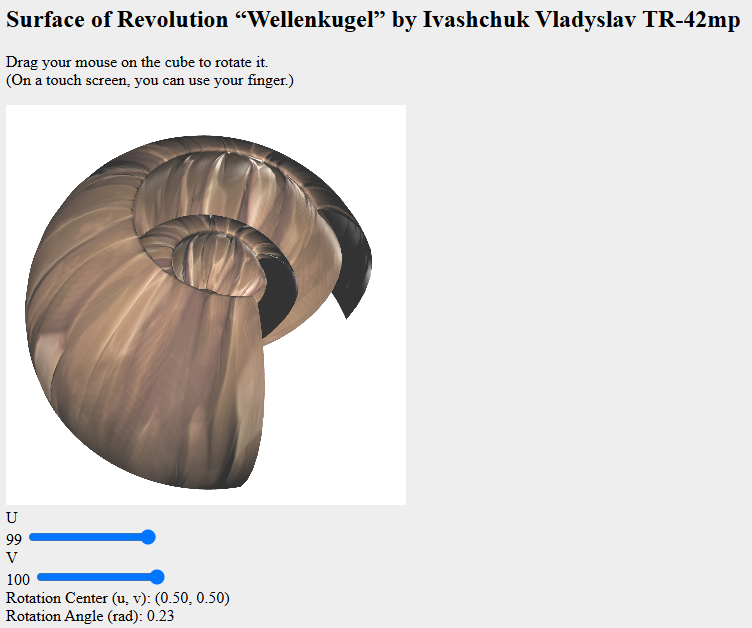 Surface of Revolution “Wellenkugel” by Ivashchuk Vladyslav TR-42mp
Drag your mouse on the cube to rotate it.
(On a touch screen, you can use your finger.)
U
99
V
100
Rotation Center (u, v): (0.50, 0.50)
Rotation Angle (rad): 0.23